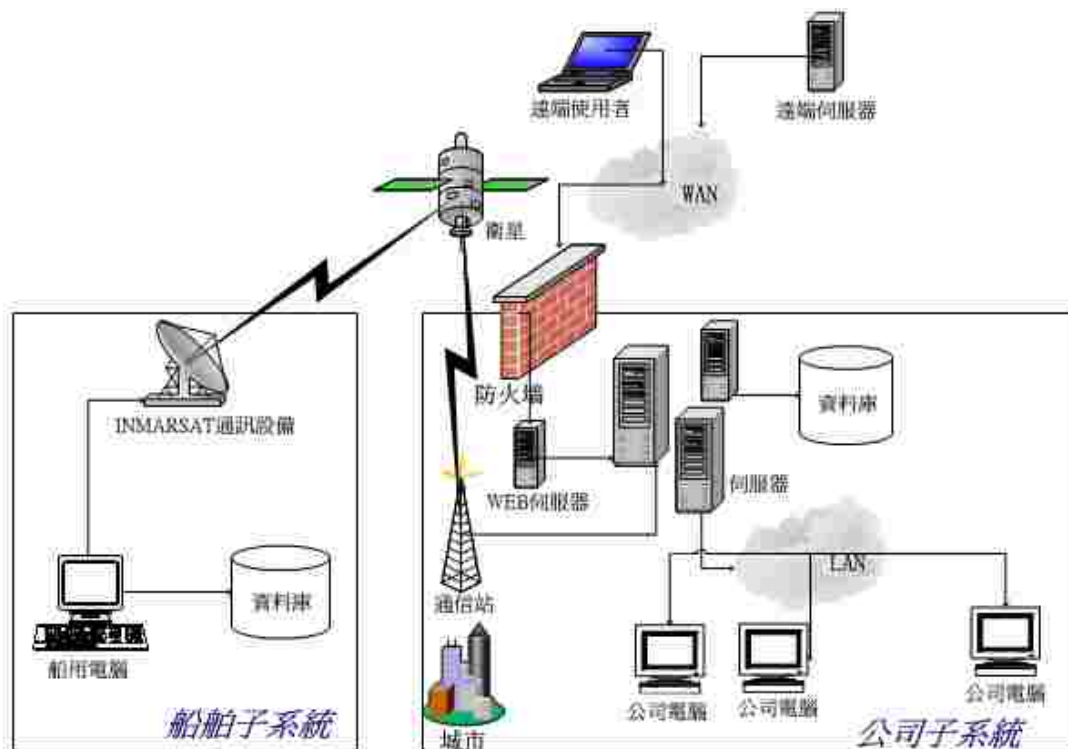 遠端使用者
遠端伺服器
WAN
衛星
防火墻
INMARSAT通訊設備
資料庫
WEB伺服器
伺服器
LAN
資料庫
通信站
船用電腦
公司電腦
公司電腦
公司電腦
船舶子系統
城市
公司子系統